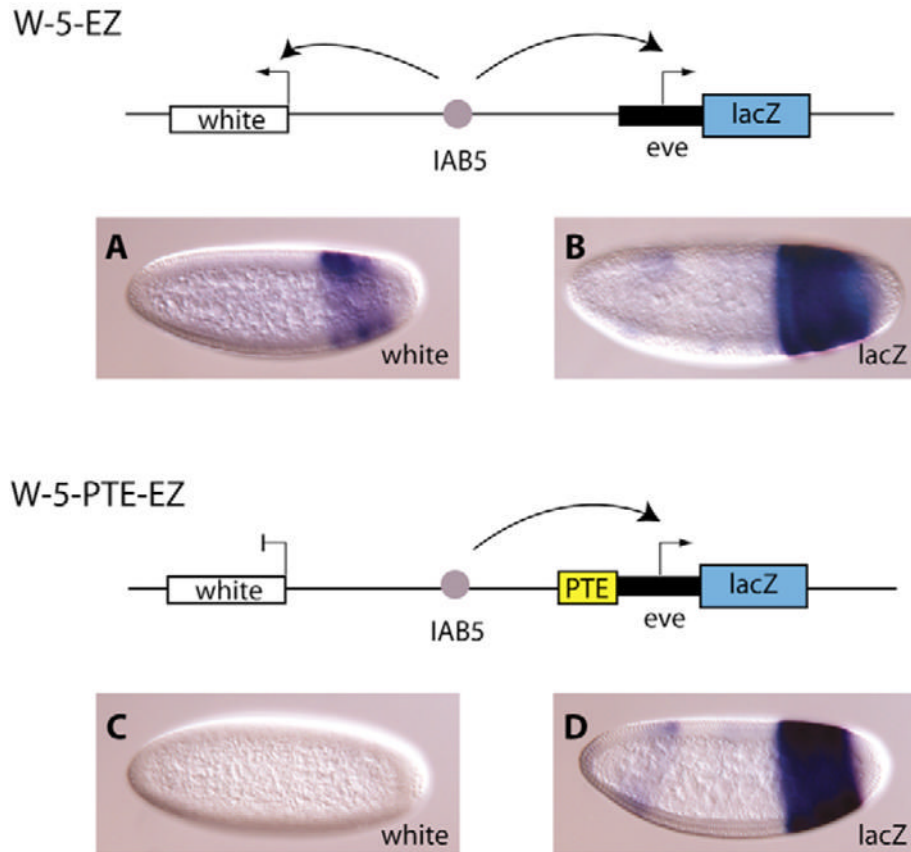 W-5-EZ
white
IAB5
eve
lacZ
A
white
B
lacZ
W-5-PTE-EZ
white
IAB5
PTE
eve
lacZ
C
white
D
lacZ